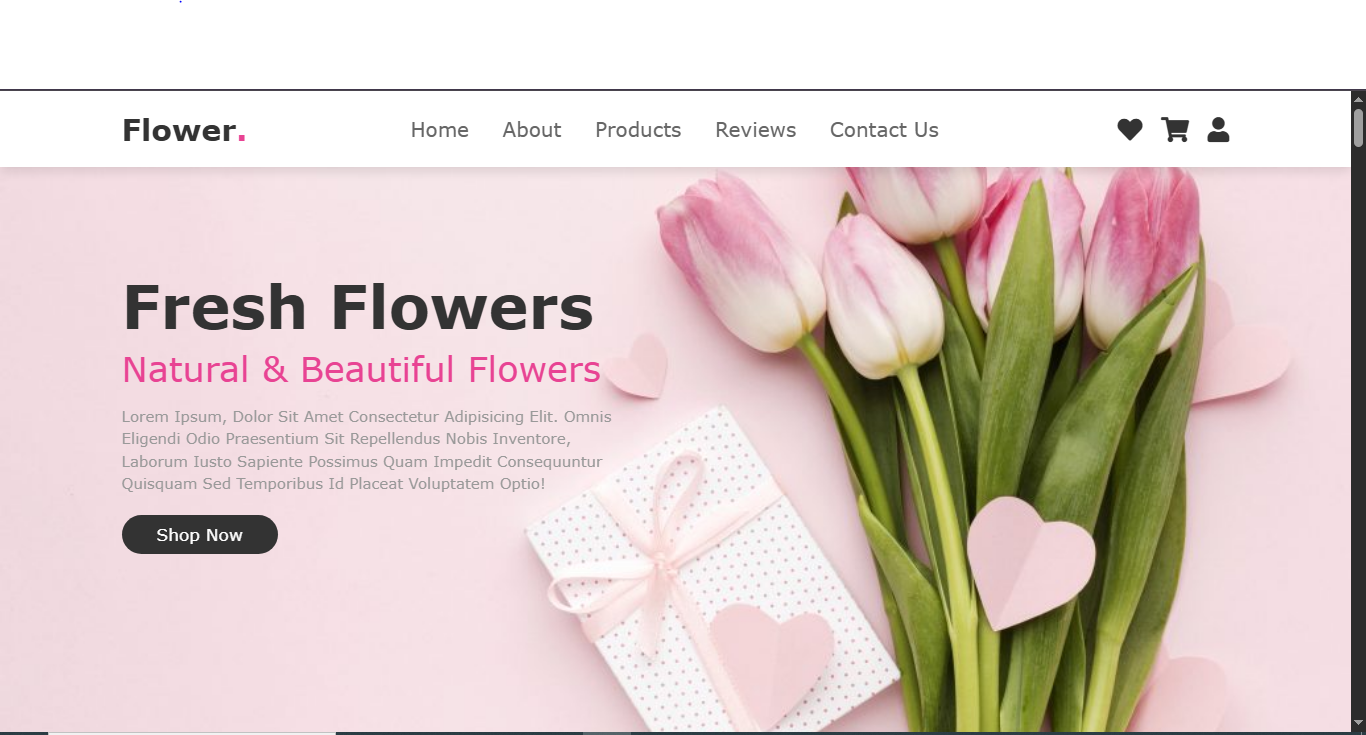 Flower.
Home About Products Reviews Contact Us
Fresh Flowers
Natural & Beautiful Flowers
Lorem Ipsum, Dolor Sit Amet Consectetur Adipisicing Elit. Omnis
Eligendi Odio Praesentium Sit Repellendus Nobis Inventore,
Laborum Iusto Sapiente Possimus Quam Impedit Consequuntur
Quisquam Sed Temporibus Id Placeat Voluptatem Optio!
Shop Now